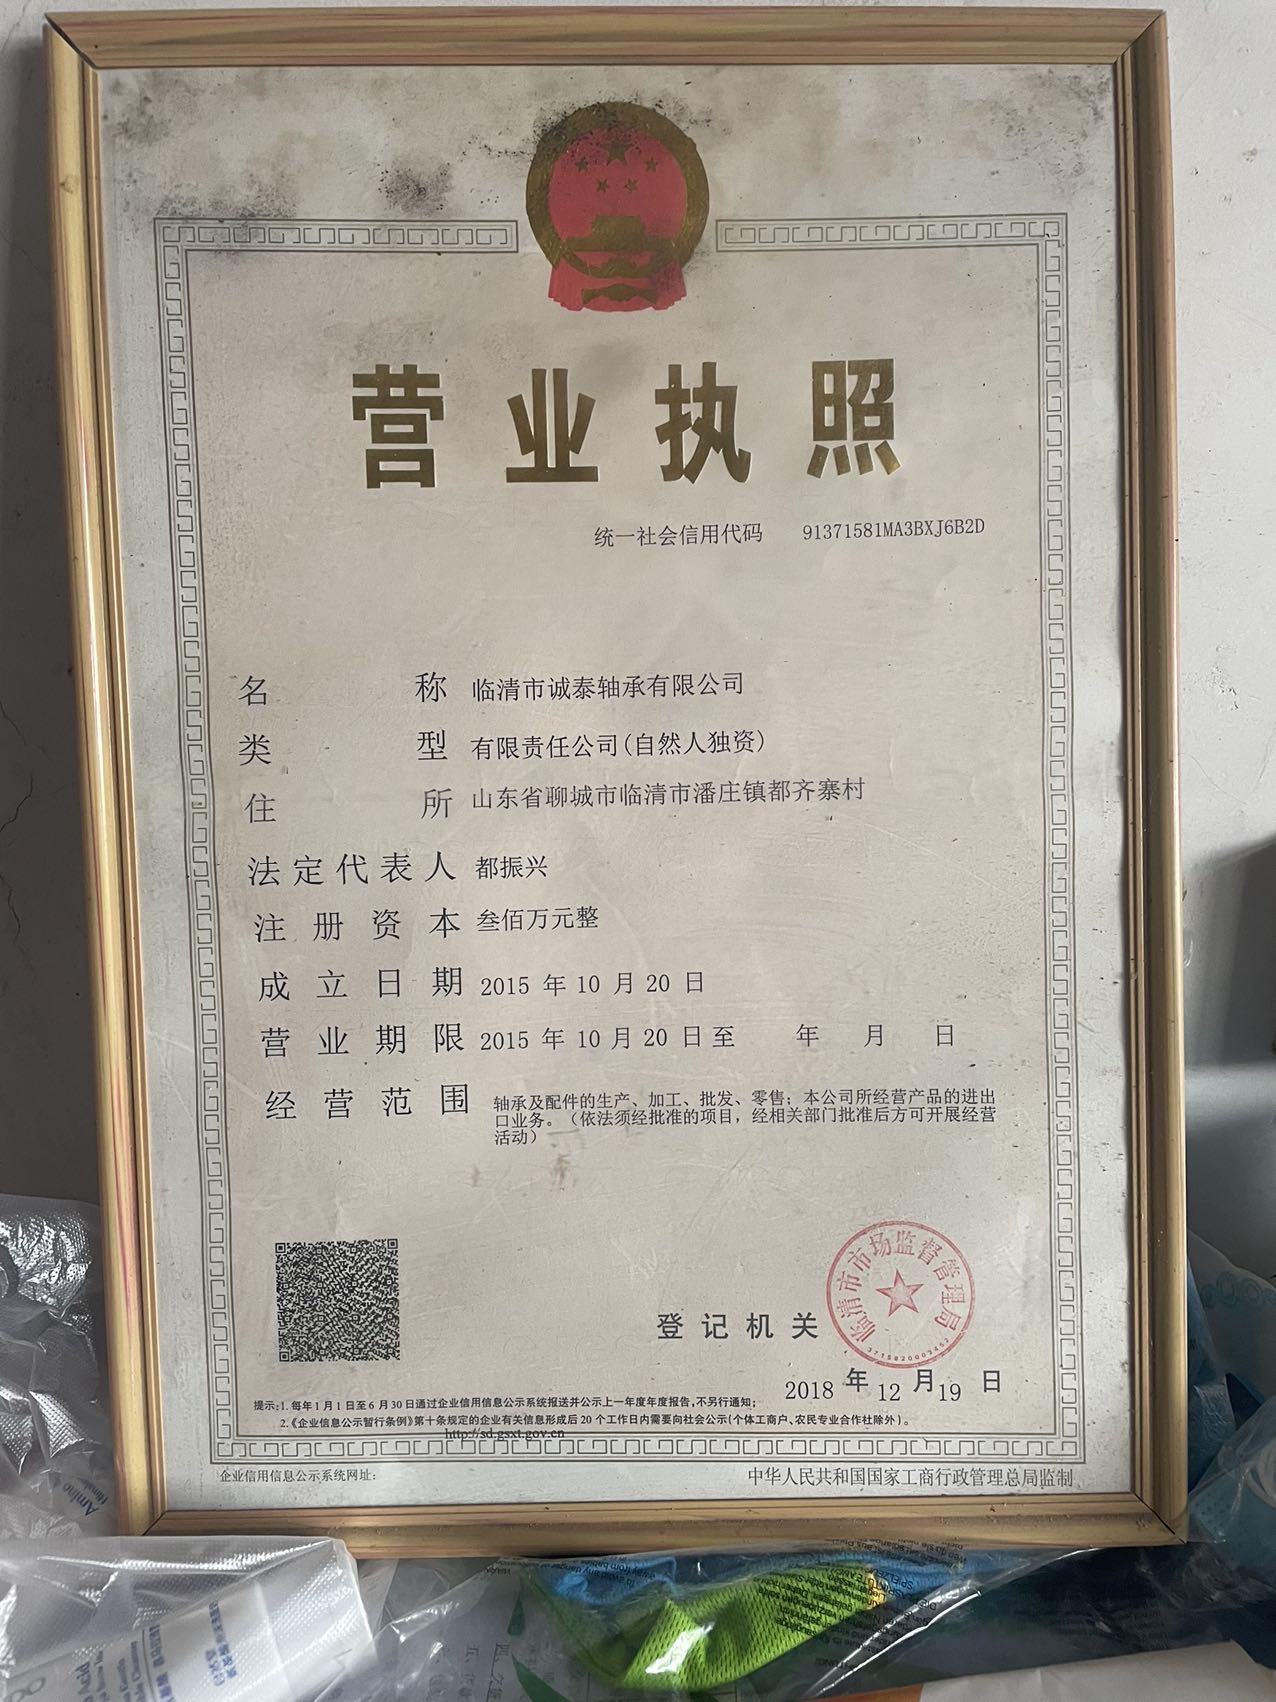 营业执照
统一社会信用代码 91371581MA3BXJ6B2D
名称 临清市诚泰轴承有限公司
类型 有限责任公司(自然人独资)
住所 山东省聊城市临清市潘庄镇都齐寨村
法定代表人 都振兴
注册资本 叁佰万元整
成立日期 2015 年 10 月 20 日
营业期限 2015 年 10 月 20 日至 年 月 日
经营范围 轴承及配件的生产、加工、批发、零售；本公司所经营产品的进出
口业务。（依法须经批准的项目，经相关部门批准后方可开展经营
活动）
登记机关
临清市市场监督管理局
3715820003452
2018 年 12 月 19 日
提示：1. 每年1月1日至6月30日通过企业信用信息公示系统报送并公示上一年度年度报告，不另行通知；
2.《企业信息公示暂行条例》第十条规定的企业有关信息形成后20个工作日内需要向社会公示（个体工商户、农民专业合作社除外）。
http://sd.gsxt.gov.cn
企业信用信息公示系统网址：
中华人民共和国国家工商行政管理总局监制
Amino